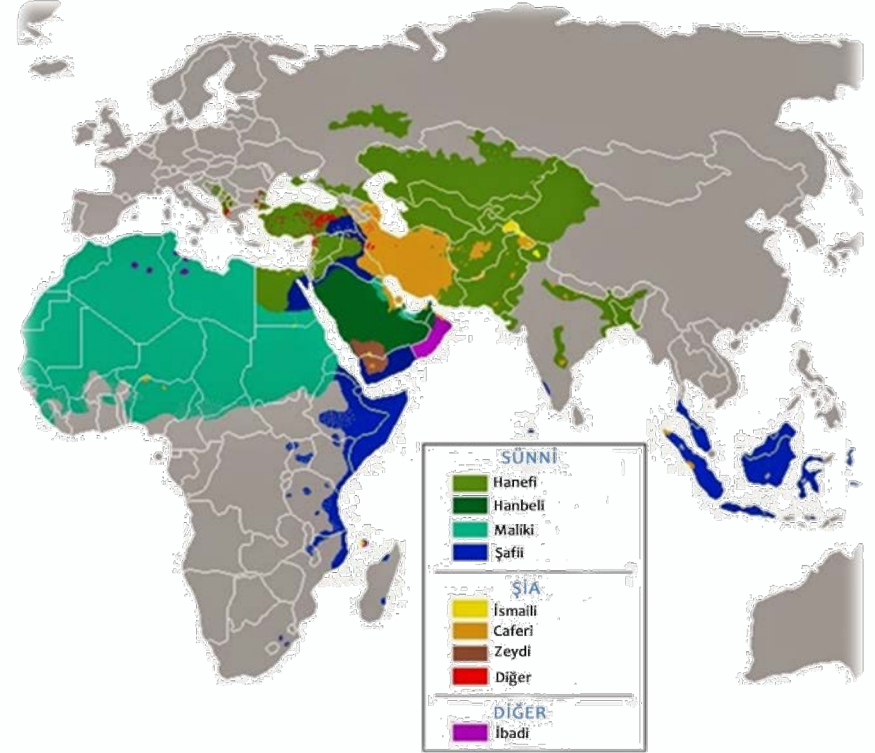 SÜNNİ
Hanefi
Hanbeli
Maliki
Şafii
ŞİA
İsmaili
Caferi
Zeydi
Diğer
DİĞER
İbadi